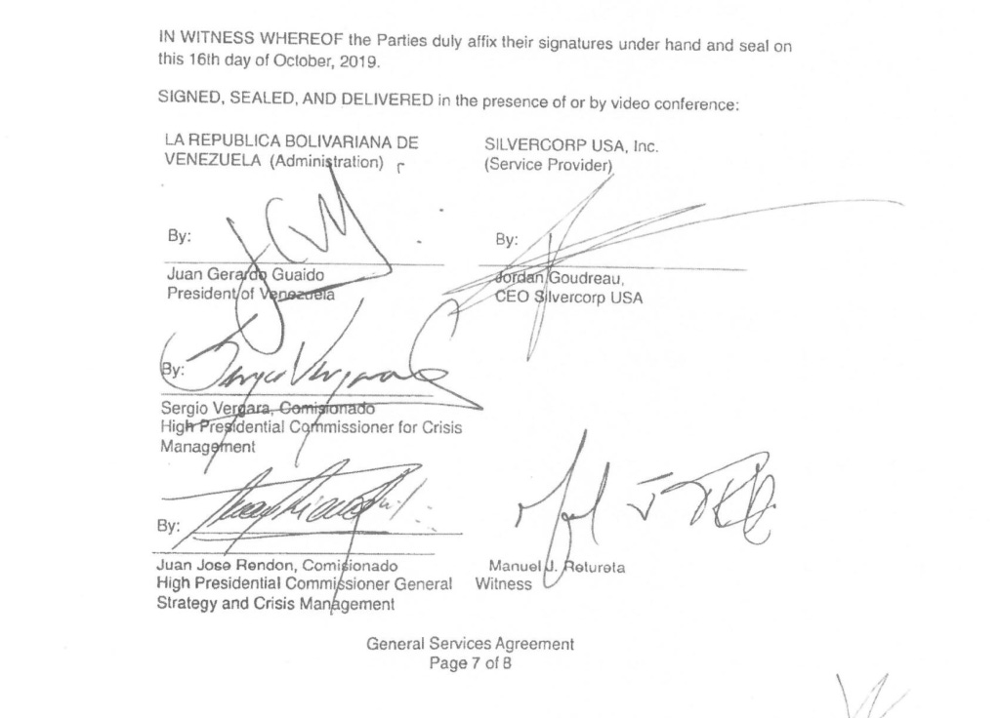 IN WITNESS WHEREOF the Parties duly affix their signatures under hand and seal on
this 16th day of October, 2019.
SIGNED, SEALED, AND DELIVERED in the presence of or by video conference:
LA REPUBLICA BOLIVARIANA DE
VENEZUELA (Administration)
SILVERCORP USA, Inc.
(Service Provider)
By:
By:
Juan Gerardo Guaido
President of Venezuela
Jordan Goudreau,
CEO Silvercorp USA
By:
Sergio Vergara
Sergio Vergara, Comisionado
High Presidential Commissioner for Crisis
Management
By:
Juan Jose Rendon, Comisionado
High Presidential Commissioner General
Strategy and Crisis Management
Manuel J. Retureta
Witness
General Services Agreement
Page 7 of 8